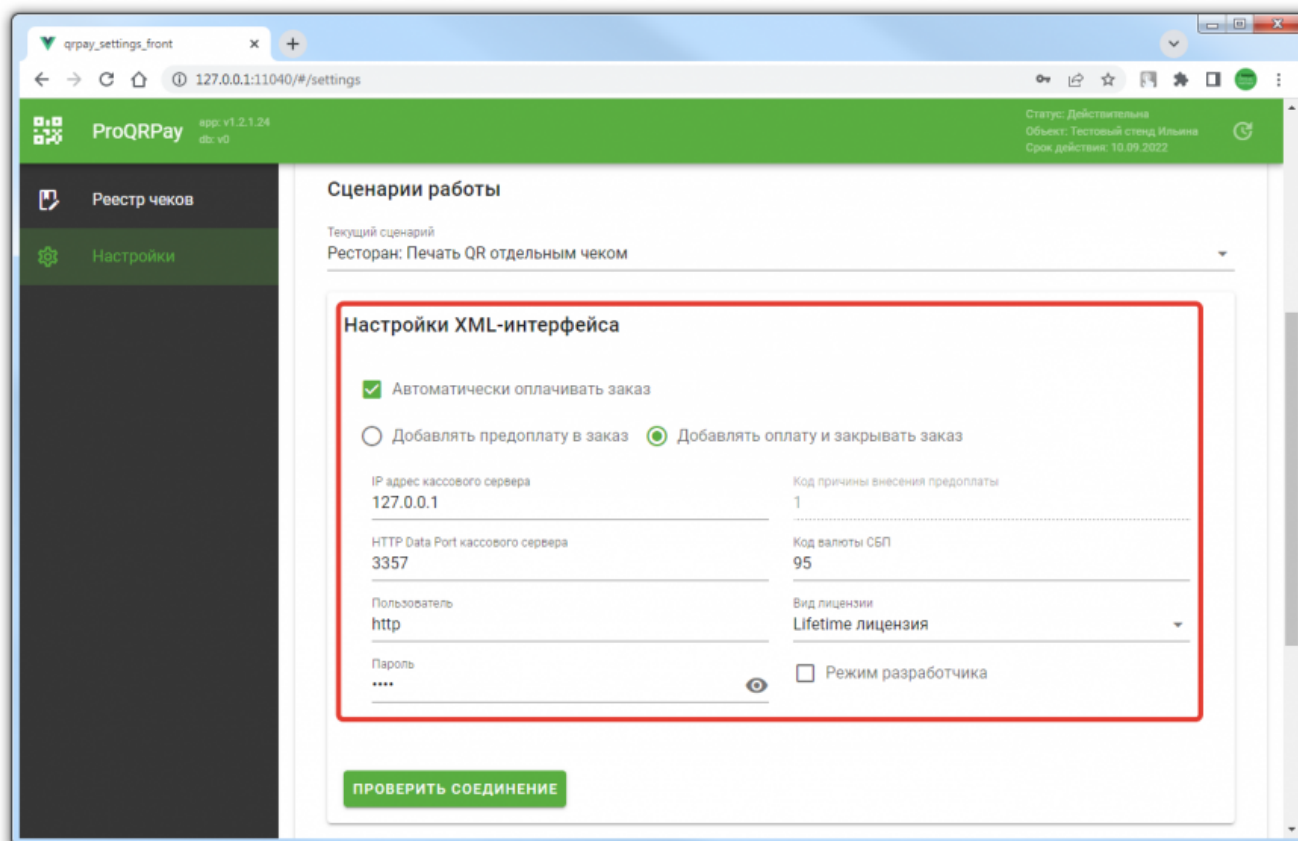 qrpay_settings_front
127.0.0.1:11040/#/settings
ProQRPay
app: v1.2.1.24
db: v0
Статус: Действительна
Объект: Тестовый стенд Ильина
Срок действия: 10.09.2022
Реестр чеков
Настройки
Сценарии работы
Текущий сценарий
Ресторан: Печать QR отдельным чеком
Настройки XML-интерфейса
Автоматически оплачивать заказ
Добавлять предоплату в заказ
Добавлять оплату и закрывать заказ
IP адрес кассового сервера
127.0.0.1
Код причины внесения предоплаты
1
HTTP Data Port кассового сервера
3357
Код валюты СБП
95
Пользователь
http
Вид лицензии
Lifetime лицензия
Пароль
••••
Режим разработчика
ПРОВЕРИТЬ СОЕДИНЕНИЕ